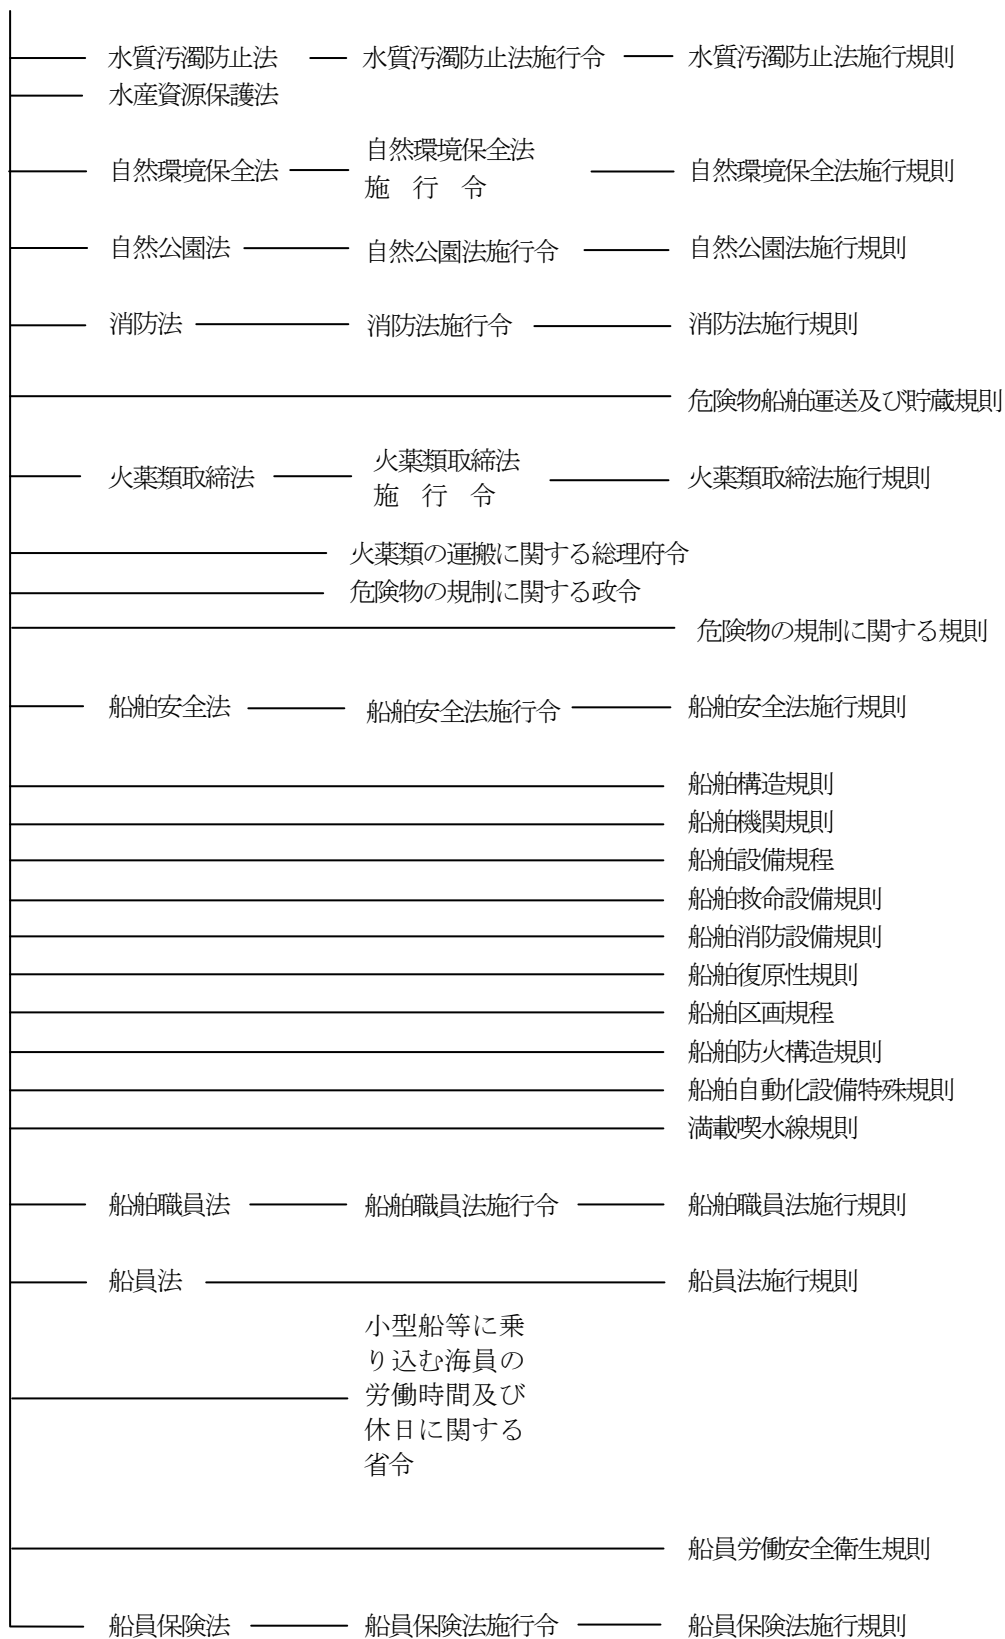 水質汚濁防止法 水質汚濁防止法施行令 水質汚濁防止法施行規則
水産資源保護法
自然環境保全法 自然環境保全法 自然環境保全法施行規則
施 行 令
自然公園法 自然公園法施行令 自然公園法施行規則
消防法 消防法施行令 消防法施行規則
危険物船舶運送及び貯蔵規則
火薬類取締法 火薬類取締法 火薬類取締法施行規則
施 行 令
火薬類の運搬に関する総理府令
危険物の規制に関する政令
危険物の規制に関する規則
船舶安全法 船舶安全法施行令 船舶安全法施行規則
船舶構造規則
船舶機関規則
船舶設備規程
船舶救命設備規則
船舶消防設備規則
船舶復原性規則
船舶区画規程
船舶防火構造規則
船舶自動化設備特殊規則
満載喫水線規則
船舶職員法 船舶職員法施行令 船舶職員法施行規則
船員法 船員法施行規則
小型船等に乗
り込む海員の
労働時間及び
休日に関する
省令
船員労働安全衛生規則
船員保険法 船員保険法施行令 船員保険法施行規則